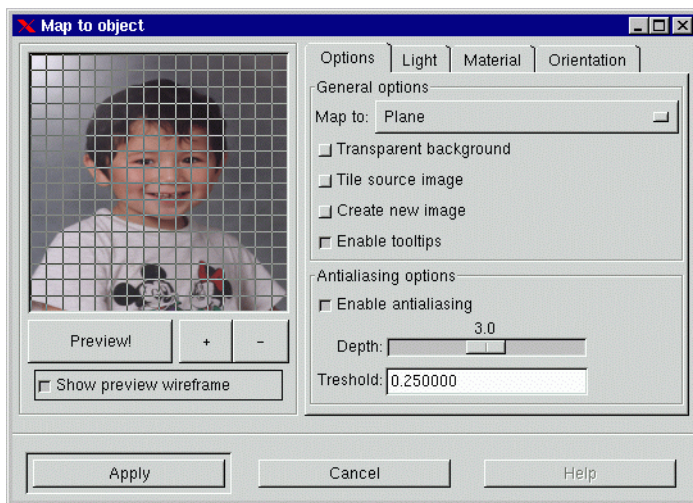 Map to object
Options Light Material Orientation
General options
Map to: Plane
Transparent background
Tile source image
Create new image
Enable tooltips
Antialiasing options
Enable antialiasing
3.0
Depth:
Treshold: 0.250000
Preview! + -
Show preview wireframe
Apply Cancel Help